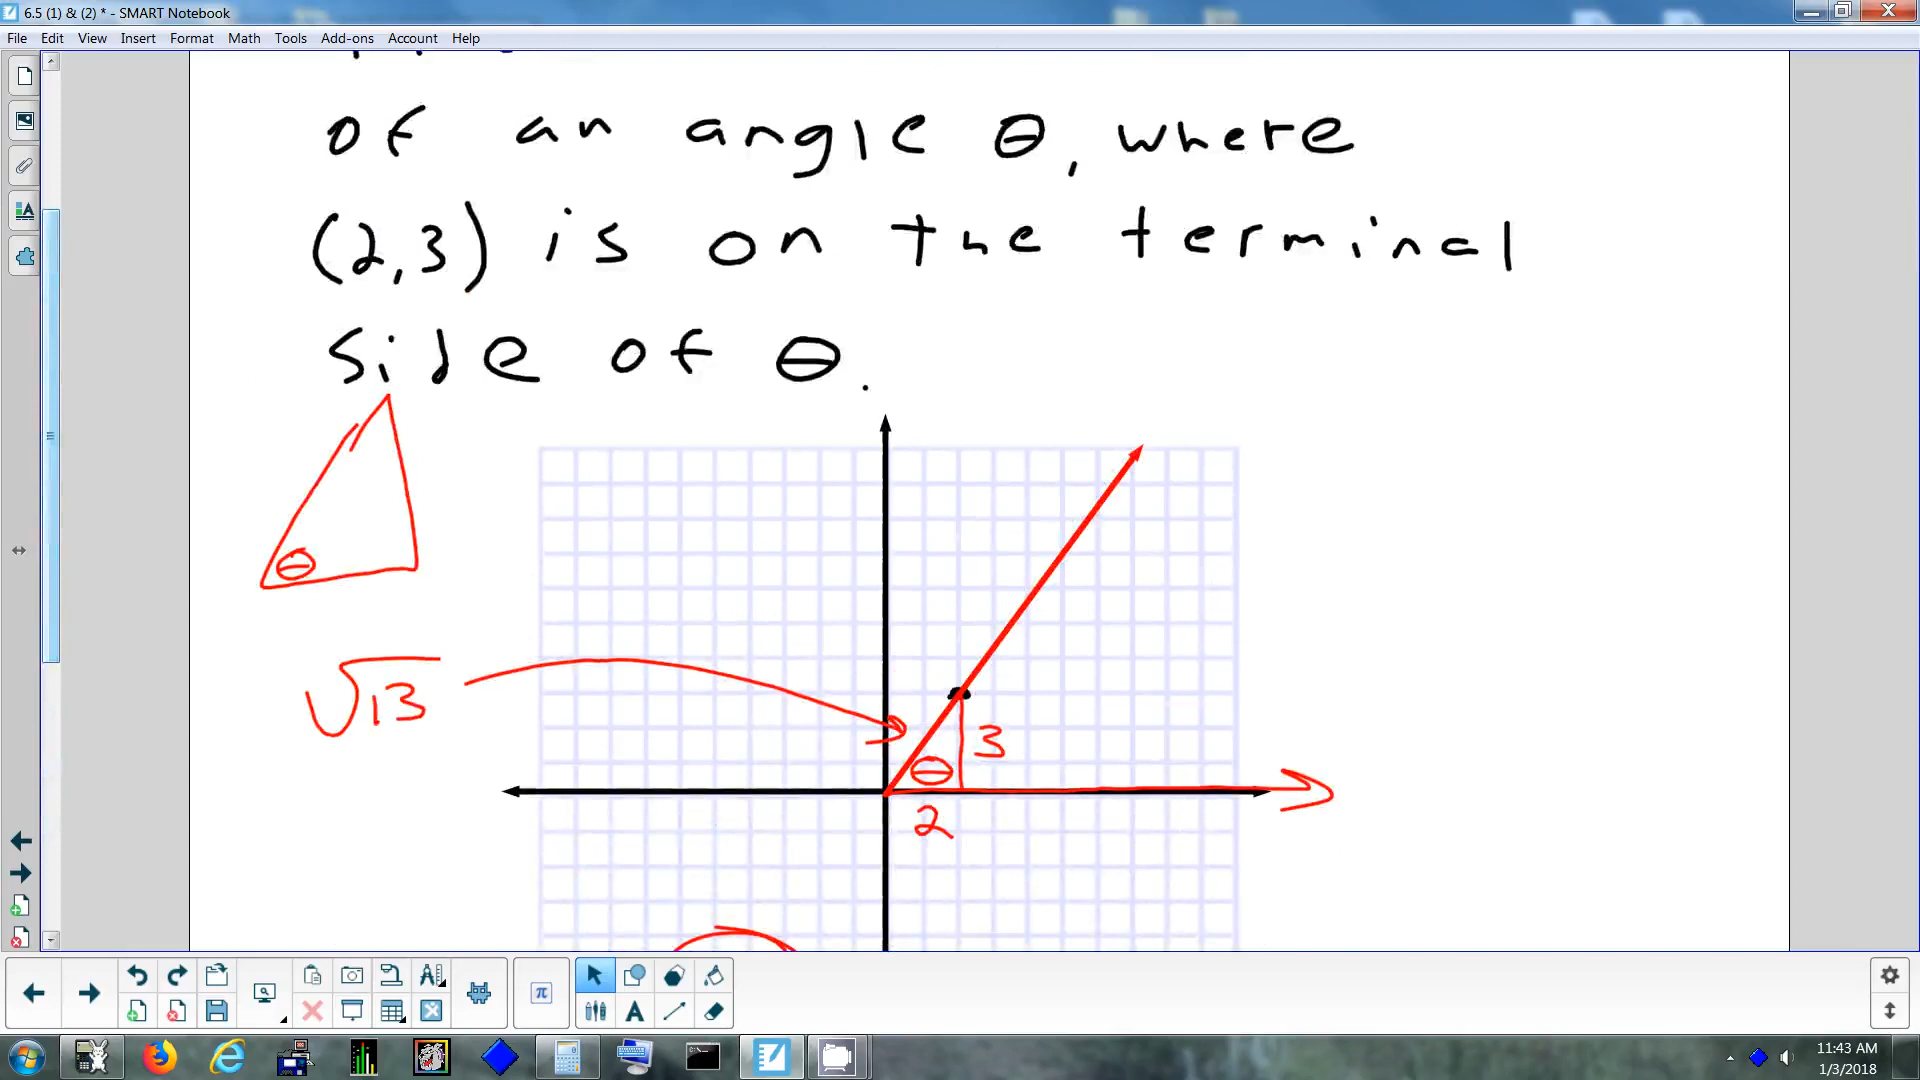 6.5 (1) & (2) * - SMART Notebook
File Edit View Insert Format Math Tools Add-ons Account Help
of an angle θ, where
(2,3) is on the terminal
side of θ.
θ
√13
3
θ
2
π
A
11:43 AM
1/3/2018